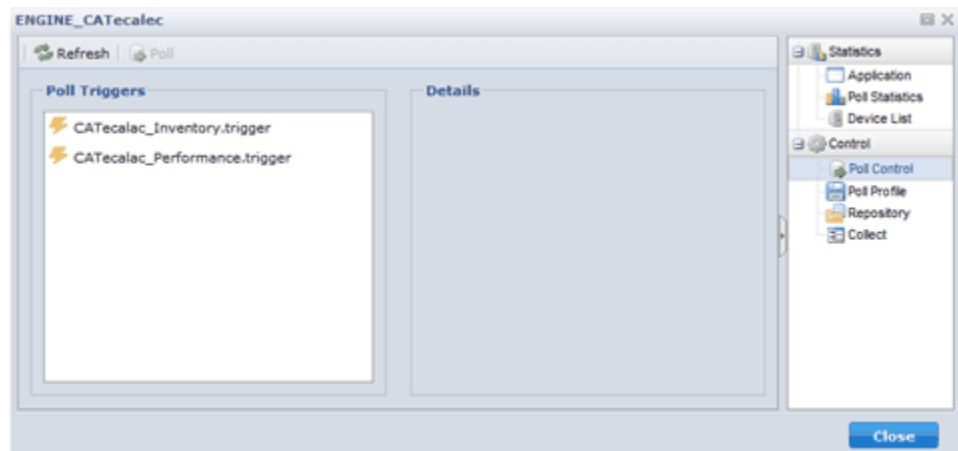 ENGINE_CATecalec
Refresh Poll
Poll Triggers
CATecalac_Inventory.trigger
CATecalac_Performance.trigger
Details
Statistics
Application
Poll Statistics
Device List
Control
Poll Control
Poll Profile
Repository
Collect
Close